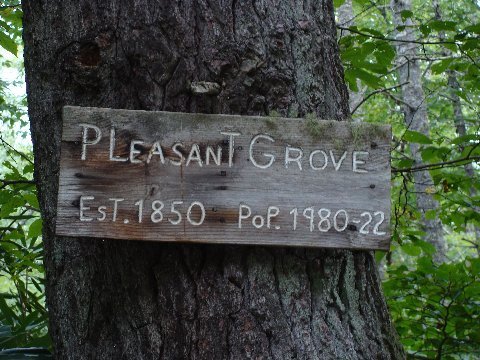 PLEASANT GROVE
EST. 1850 POP. 1980-22